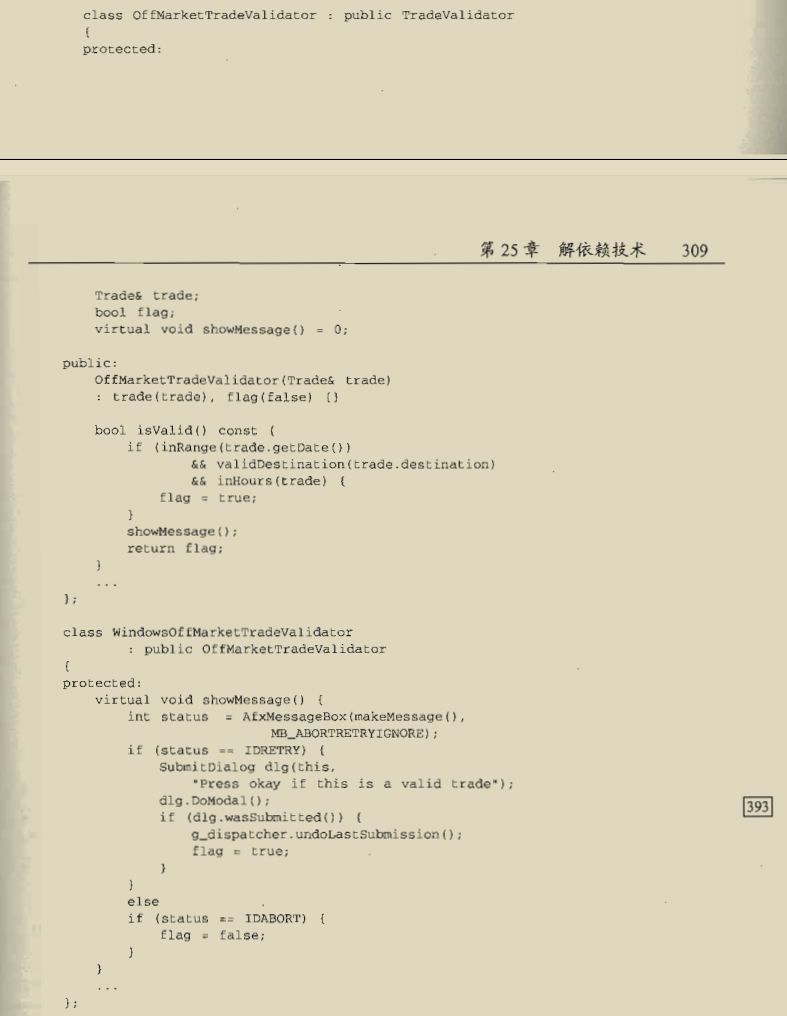 class OffMarketTradeValidator : public TradeValidator
{
protected:
第 25 章 解依赖技术 309
Trade& trade;
bool flag;
virtual void showMessage() = 0;
public:
OffMarketTradeValidator(Trade& trade)
: trade(trade), flag(false) {}
bool isValid() const {
if (inRange(trade.getDate())
&& validDestination(trade.destination)
&& inHours(trade) {
flag = true;
}
showMessage();
return flag;
}
...
};
class WindowsOffMarketTradeValidator
: public OffMarketTradeValidator
{
protected:
virtual void showMessage() {
int status = AfxMessageBox(makeMessage(),
MB_ABORTRETRYIGNORE);
if (status == IDRETRY) {
SubmitDialog dlg(this,
"Press okay if this is a valid trade");
dlg.DoModal();
if (dlg.wasSubmitted()) {
g_dispatcher.undoLastSubmission();
flag = true;
}
}
else
if (status == IDABORT) {
flag = false;
}
}
...
};
393